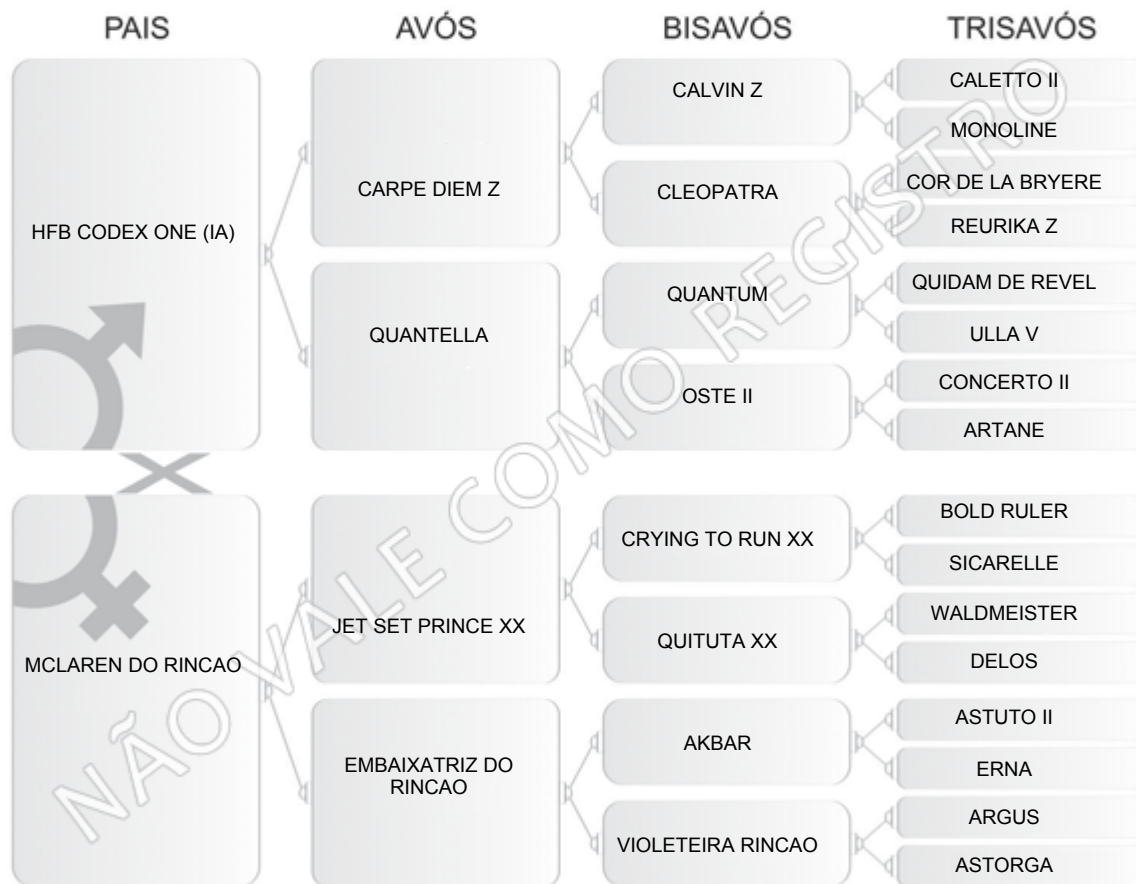 PAIS AVÓS BISAVÓS TRISAVÓS
CALETTO II
CALVIN Z
MONOLINE
CARPE DIEM Z
COR DE LA BRYERE
CLEOPATRA
REURIKA Z
HFB CODEX ONE (IA)
QUIDAM DE REVEL
QUANTUM
ULLA V
QUANTELLA
CONCERTO II
OSTE II
ARTANE
BOLD RULER
CRYING TO RUN XX
SICARELLE
JET SET PRINCE XX
WALDMEISTER
QUITUTA XX
DELOS
MCLAREN DO RINCAO
ASTUTO II
AKBAR
ERNA
EMBAIXATRIZ DO
RINCAO
ARGUS
VIOLETEIRA RINCAO
ASTORGA
NÃO VALE COMO REGISTRO